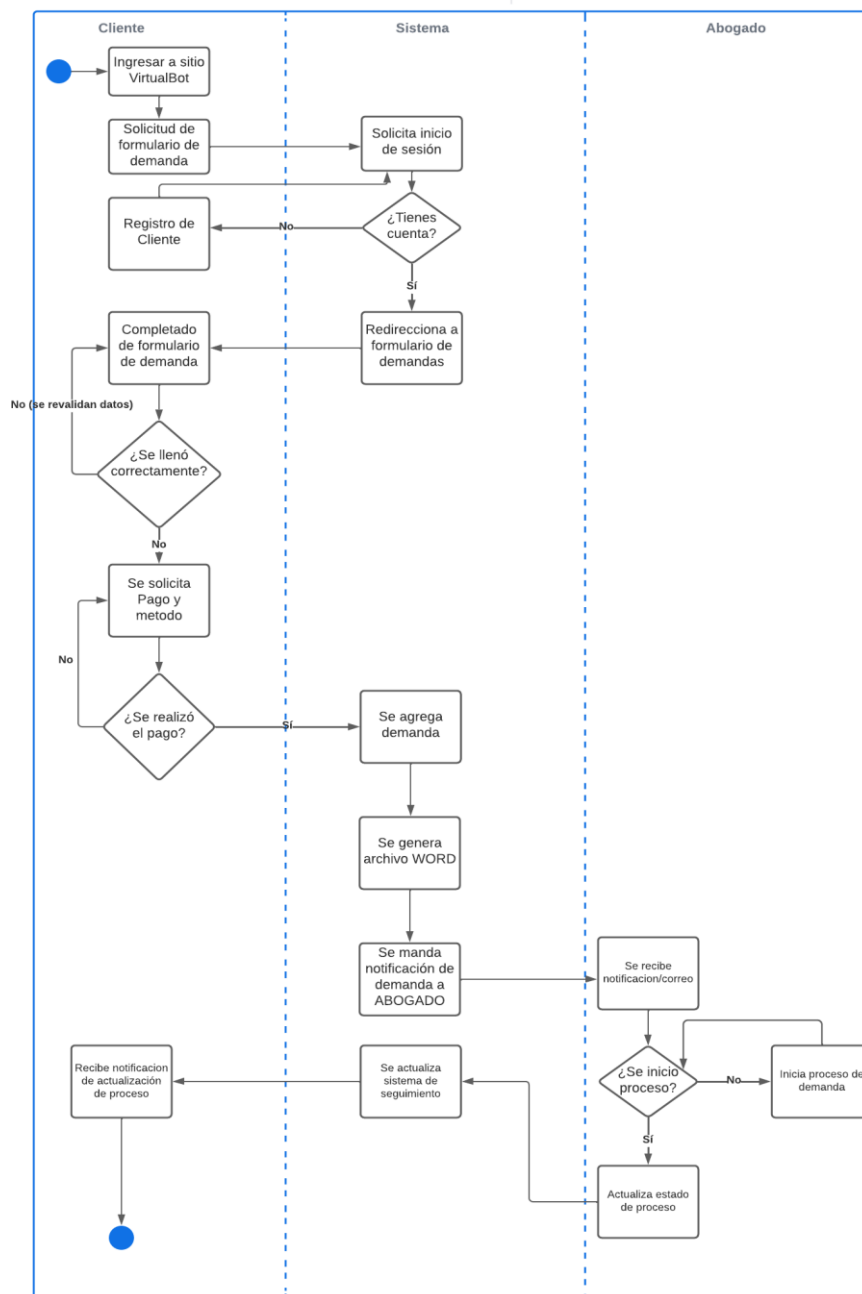 Cliente
Sistema
Abogado
Ingresar a sitio
VirtualBot
Solicitud de
formulario de
demanda
Solicita inicio
de sesión
Registro de
Cliente
No
¿Tienes
cuenta?
Sí
Completado
de formulario
de demanda
Redirecciona a
formulario de
demandas
No (se revalidan datos)
¿Se llenó
correctamente?
No
Se solicita
Pago y
metodo
No
¿Se realizó
el pago?
Sí
Se agrega
demanda
Se genera
archivo WORD
Se manda
notificación de
demanda a
ABOGADO
Se recibe
notificacion/correo
¿Se inicio
proceso?
No
Inicia proceso de
demanda
Sí
Actualiza estado
de proceso
Se actualiza
sistema de
seguimiento
Recibe notificacion
de actualización
de proceso